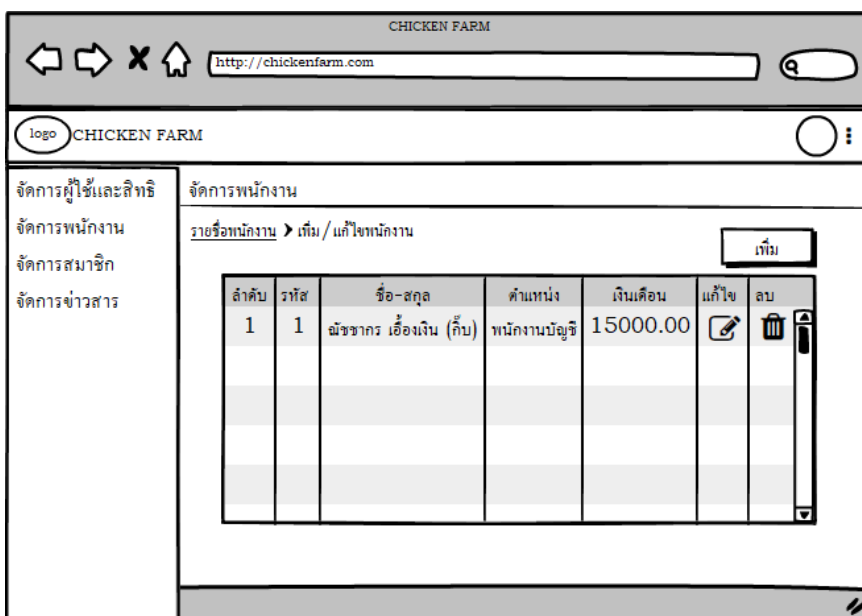 CHICKEN FARM
http://chickenfarm.com
logo CHICKEN FARM
จัดการผู้ใช้และสิทธิ
จัดการพนักงาน
จัดการสมาชิก
จัดการข่าวสาร
จัดการพนักงาน
รายชื่อพนักงาน > เพิ่ม/แก้ไขพนักงาน
เพิ่ม
ลำดับ รหัส ชื่อ-สกุล ตำแหน่ง เงินเดือน แก้ไข ลบ
1 1 ณัชชากร เอื้องเงิน (กิ๊บ) พนักงานบัญชี 15000.00